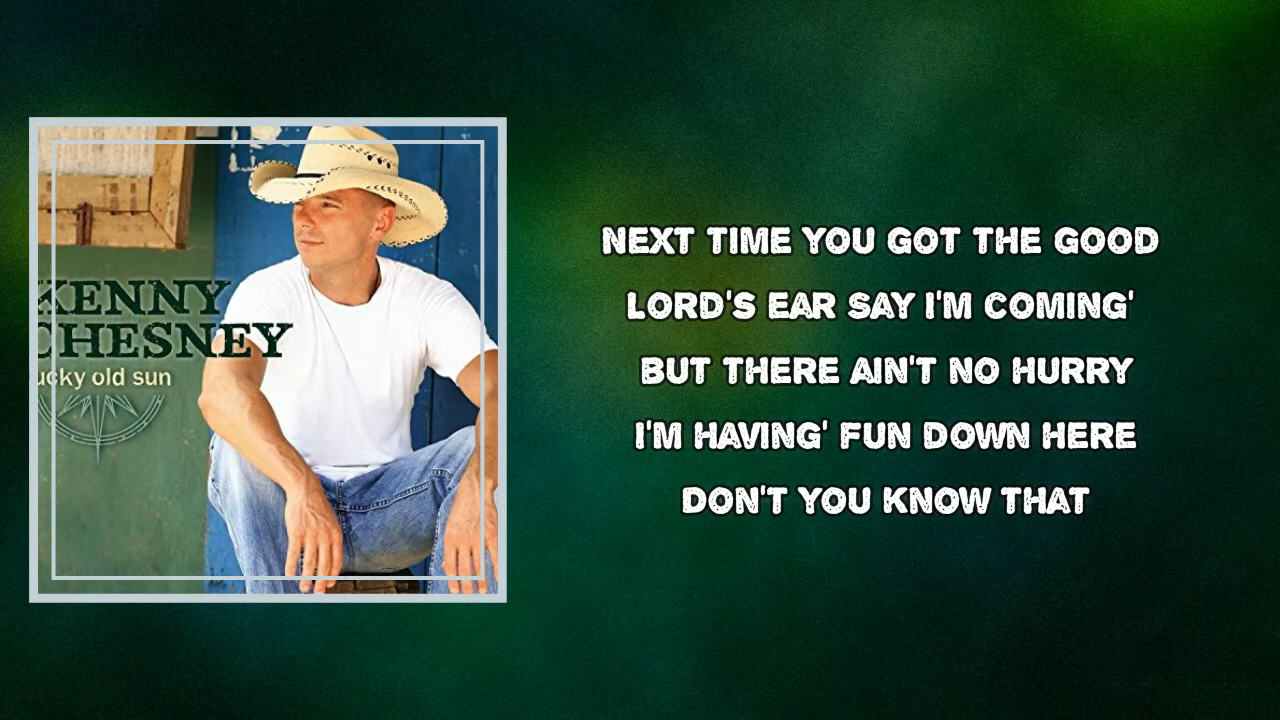 KENNY
CHESNEY
ucky old sun
NEXT TIME YOU GOT THE GOOD
LORD'S EAR SAY I'M COMING'
BUT THERE AIN'T NO HURRY
I'M HAVING' FUN DOWN HERE
DON'T YOU KNOW THAT